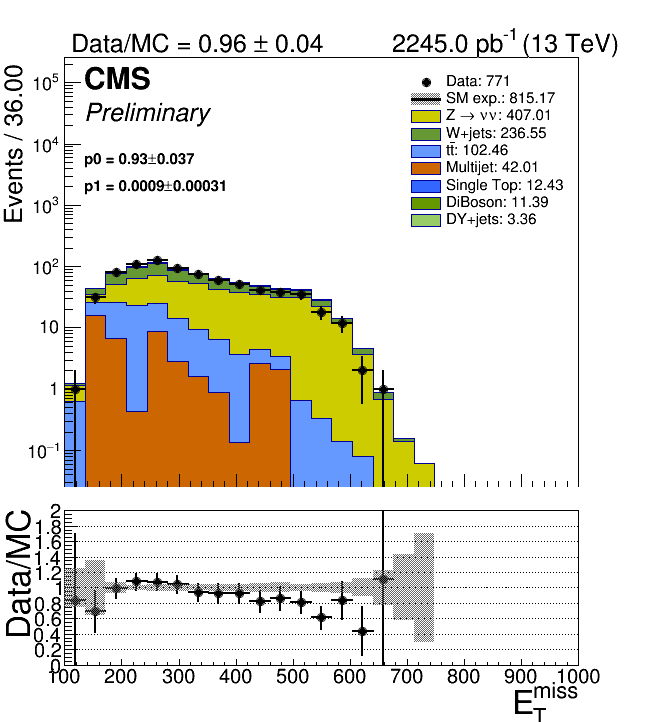 Data/MC = 0.96 ± 0.04 2245.0 pb⁻¹ (13 TeV)
CMS
Preliminary
p0 = 0.93±0.037
p1 = 0.0009±0.00031
Data: 771
SM exp.: 815.17
Z → νν: 407.01
W+jets: 236.55
tt̄: 102.46
Multijet: 42.01
Single Top: 12.43
DiBoson: 11.39
DY+jets: 3.36
Events / 36.00
10⁵
10⁴
10³
10²
10
1
10⁻¹
Data/MC
2
1.8
1.6
1.4
1.2
1
0.8
0.6
0.4
0.2
0
100 200 300 400 500 600 700 800 900 1000
E_T^miss